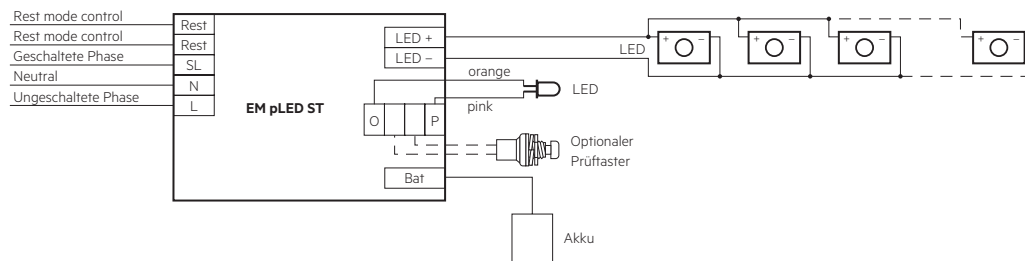 Rest mode control
Rest mode control
Geschaltete Phase
Neutral
Ungeschaltete Phase
Rest
Rest
SL
N
L
EM pLED ST
LED +
LED –
O
P
Bat
orange
pink
LED
LED
Optionaler
Prüftaster
Akku
+ –
+ –
+ –
+ –